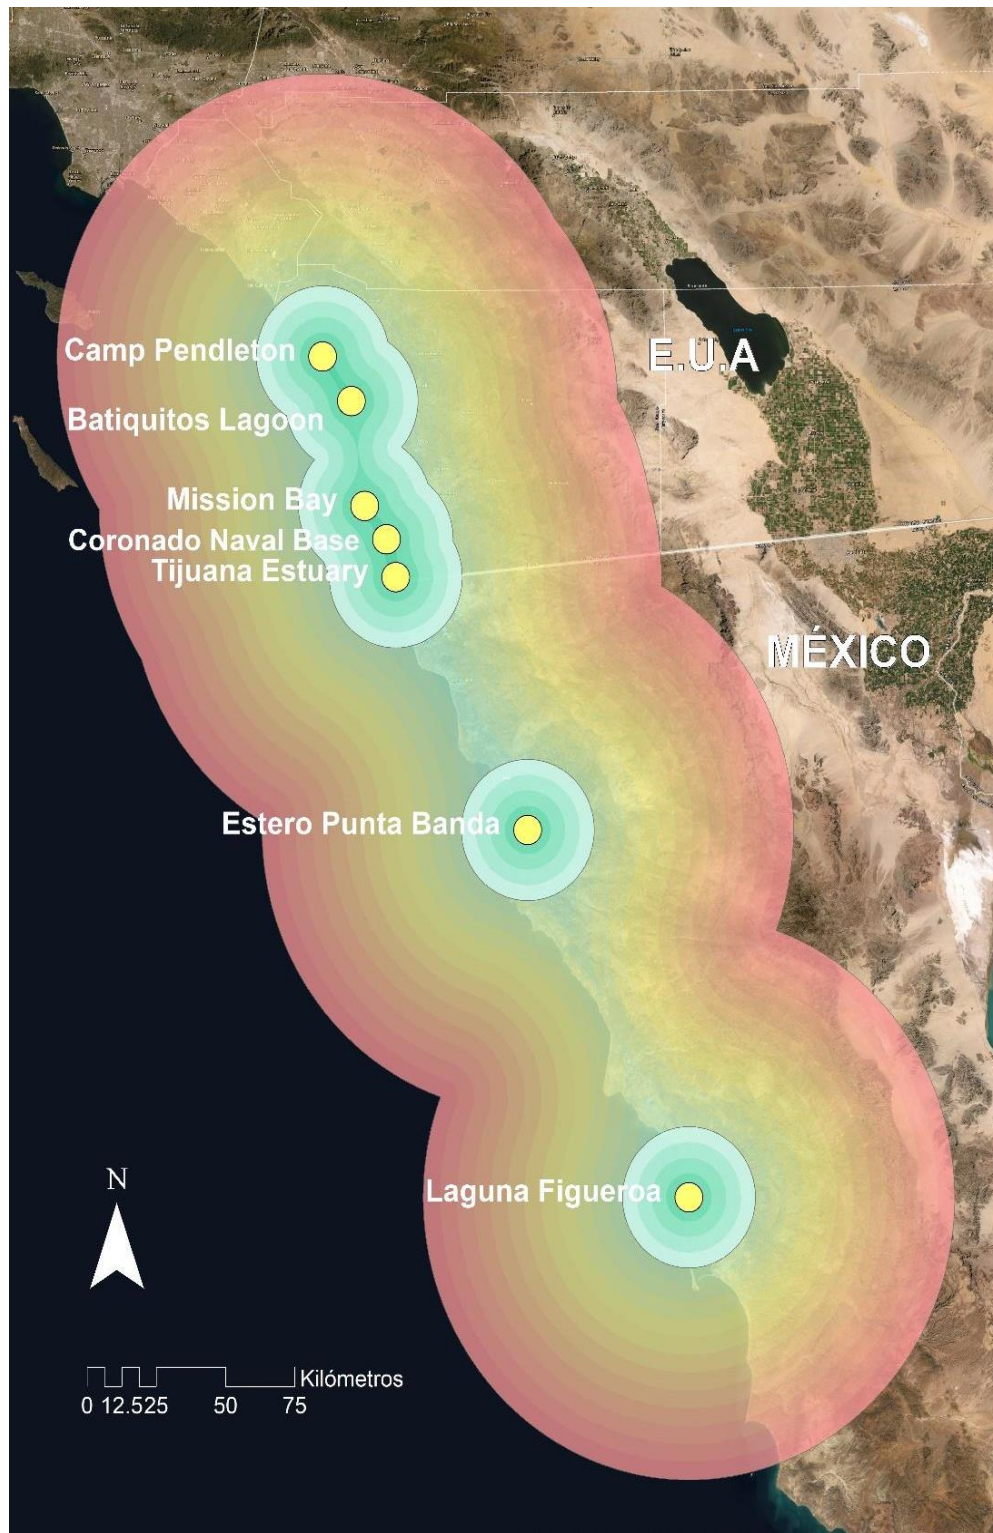 Camp Pendleton
E.U.A
Batiquitos Lagoon
Mission Bay
Coronado Naval Base
Tijuana Estuary
MÉXICO
Estero Punta Banda
Laguna Figueroa
N
Kilómetros
0 12.525 50 75